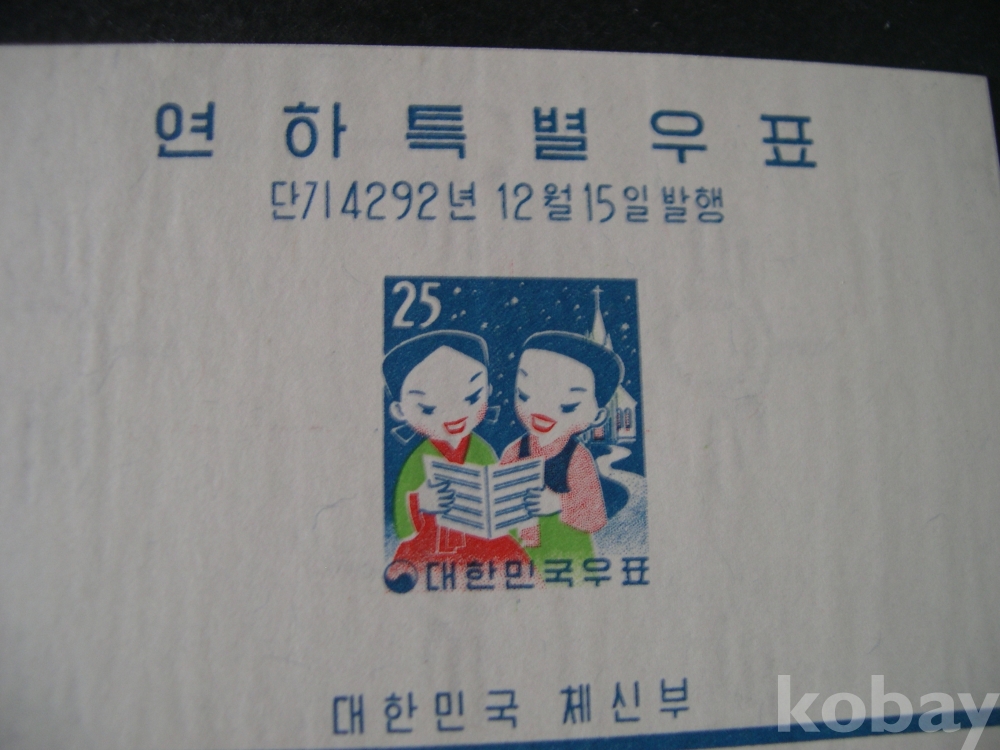 연하특별우표
단기4292년 12월15일발행
25
대한민국우표
대한민국 체신부
kobay